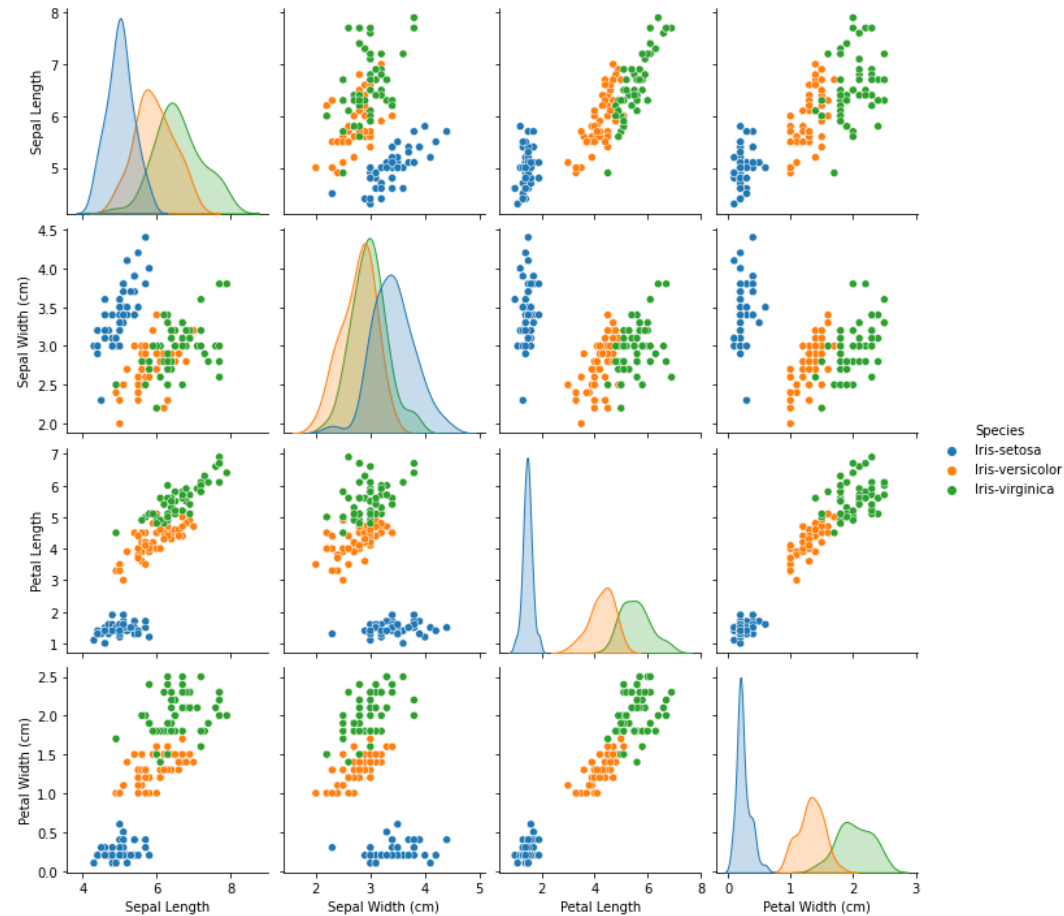 8
7
6
5
Sepal Length
4.5
4.0
3.5
3.0
2.5
2.0
Sepal Width (cm)
Species
Iris-setosa
Iris-versicolor
Iris-virginica
7
6
5
4
3
2
1
Petal Length
2.5
2.0
1.5
1.0
0.5
0.0
Petal Width (cm)
4 6 8
Sepal Length
2 3 4 5
Sepal Width (cm)
2 4 6 8
Petal Length
0 1 2 3
Petal Width (cm)